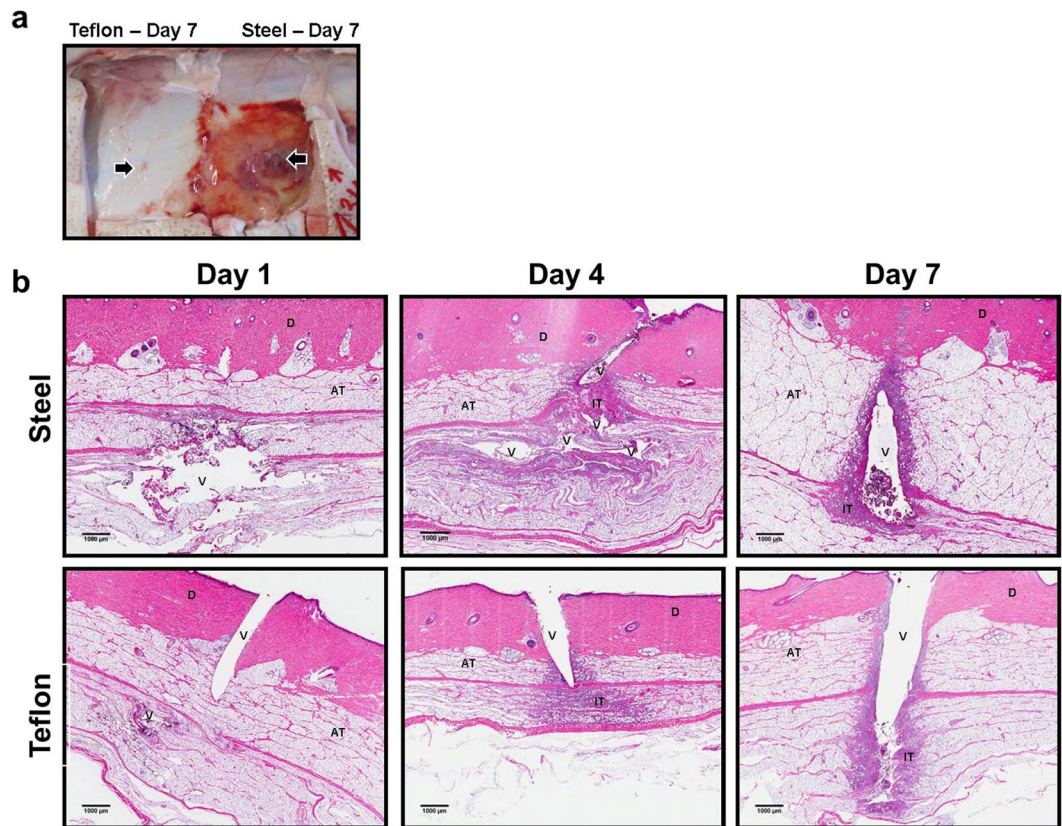 a
Teflon – Day 7 Steel – Day 7
b
Day 1 Day 4 Day 7
Steel
D
AT
V
1000 µm
D
V
AT
IT
V
V
V
V
1000 µm
D
AT
V
IT
1000 µm
Teflon
D
V
V
AT
1000 µm
D
V
AT
IT
1000 µm
D
V
AT
IT
1000 µm